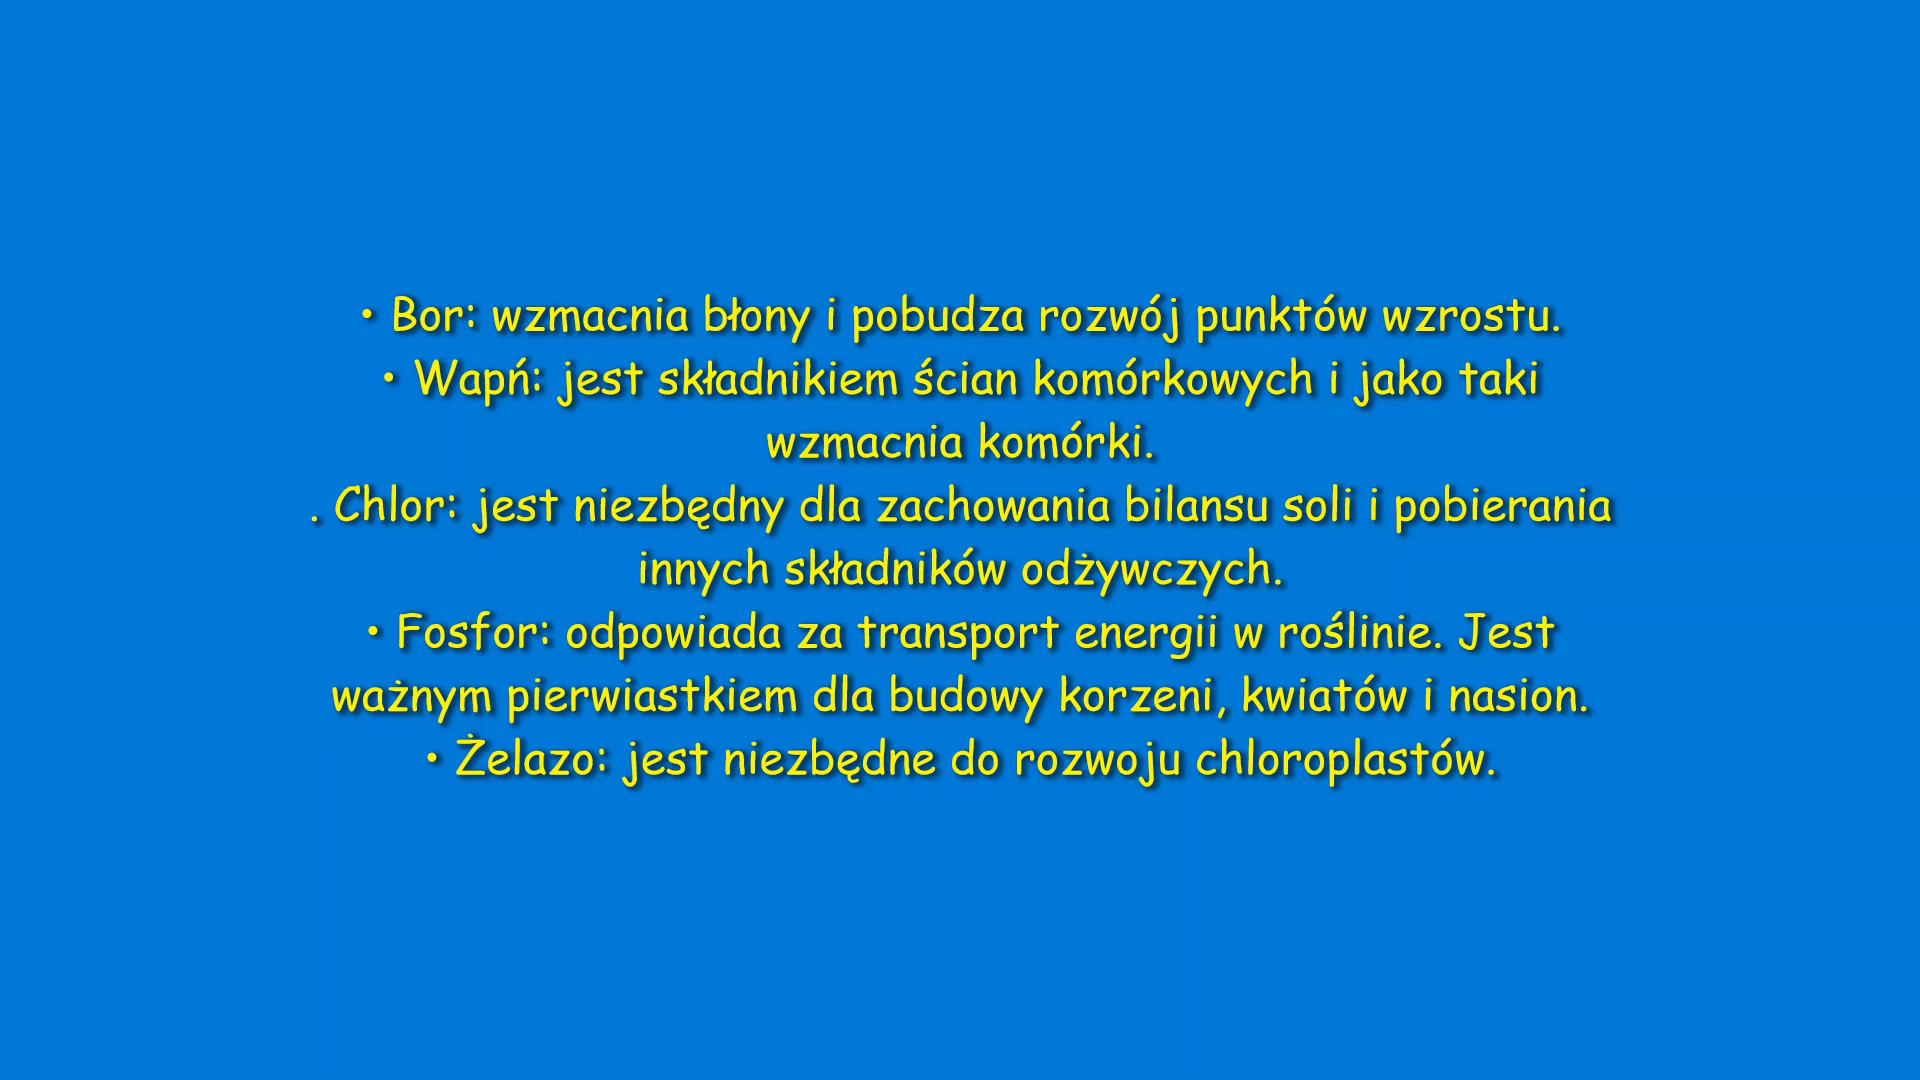 • Bor: wzmacnia błony i pobudza rozwój punktów wzrostu.
• Wapń: jest składnikiem ścian komórkowych i jako taki
wzmacnia komórki.
. Chlor: jest niezbędny dla zachowania bilansu soli i pobierania
innych składników odżywczych.
• Fosfor: odpowiada za transport energii w roślinie. Jest
ważnym pierwiastkiem dla budowy korzeni, kwiatów i nasion.
• Żelazo: jest niezbędne do rozwoju chloroplastów.